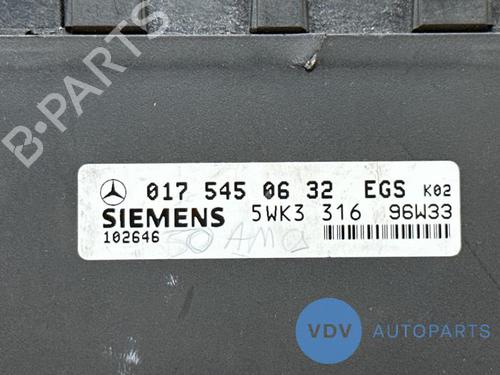 B-PARTS
017 545 06 32 EGS K02
SIEMENS 5WK3 316 96W33
102646
VDV AUTOPARTS